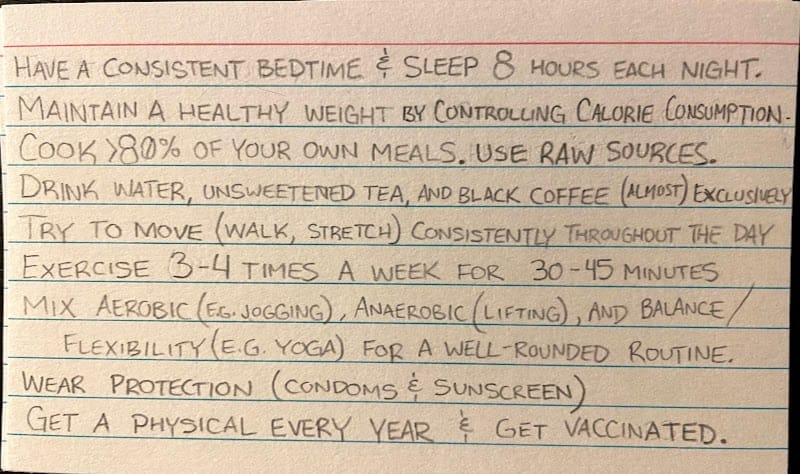 HAVE A CONSISTENT BEDTIME & SLEEP 8 HOURS EACH NIGHT.
MAINTAIN A HEALTHY WEIGHT BY CONTROLLING CALORIE CONSUMPTION.
COOK >80% OF YOUR OWN MEALS. USE RAW SOURCES.
DRINK WATER, UNSWEETENED TEA, AND BLACK COFFEE (ALMOST) EXCLUSIVELY
TRY TO MOVE (WALK, STRETCH) CONSISTENTLY THROUGHOUT THE DAY
EXERCISE 3-4 TIMES A WEEK FOR 30-45 MINUTES
MIX AEROBIC (E.G. JOGGING), ANAEROBIC (LIFTING), AND BALANCE/
FLEXIBILITY (E.G. YOGA) FOR A WELL-ROUNDED ROUTINE.
WEAR PROTECTION (CONDOMS & SUNSCREEN)
GET A PHYSICAL EVERY YEAR & GET VACCINATED.